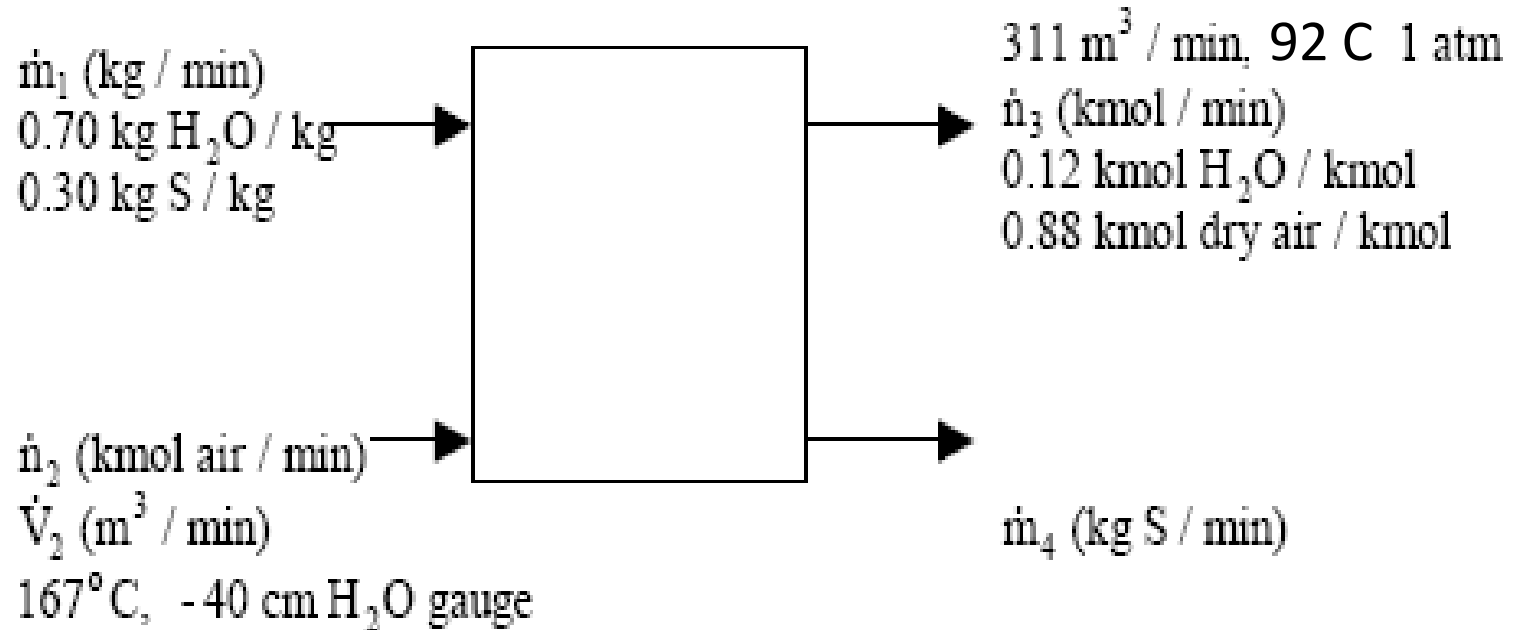 ṁ₁ (kg / min)
0.70 kg H₂O / kg
0.30 kg S / kg
311 m³ / min, 92 C 1 atm
ṅ₃ (kmol / min)
0.12 kmol H₂O / kmol
0.88 kmol dry air / kmol
ṅ₂ (kmol air / min)
V̇₂ (m³ / min)
167°C, -40 cm H₂O gauge
ṁ₄ (kg S / min)